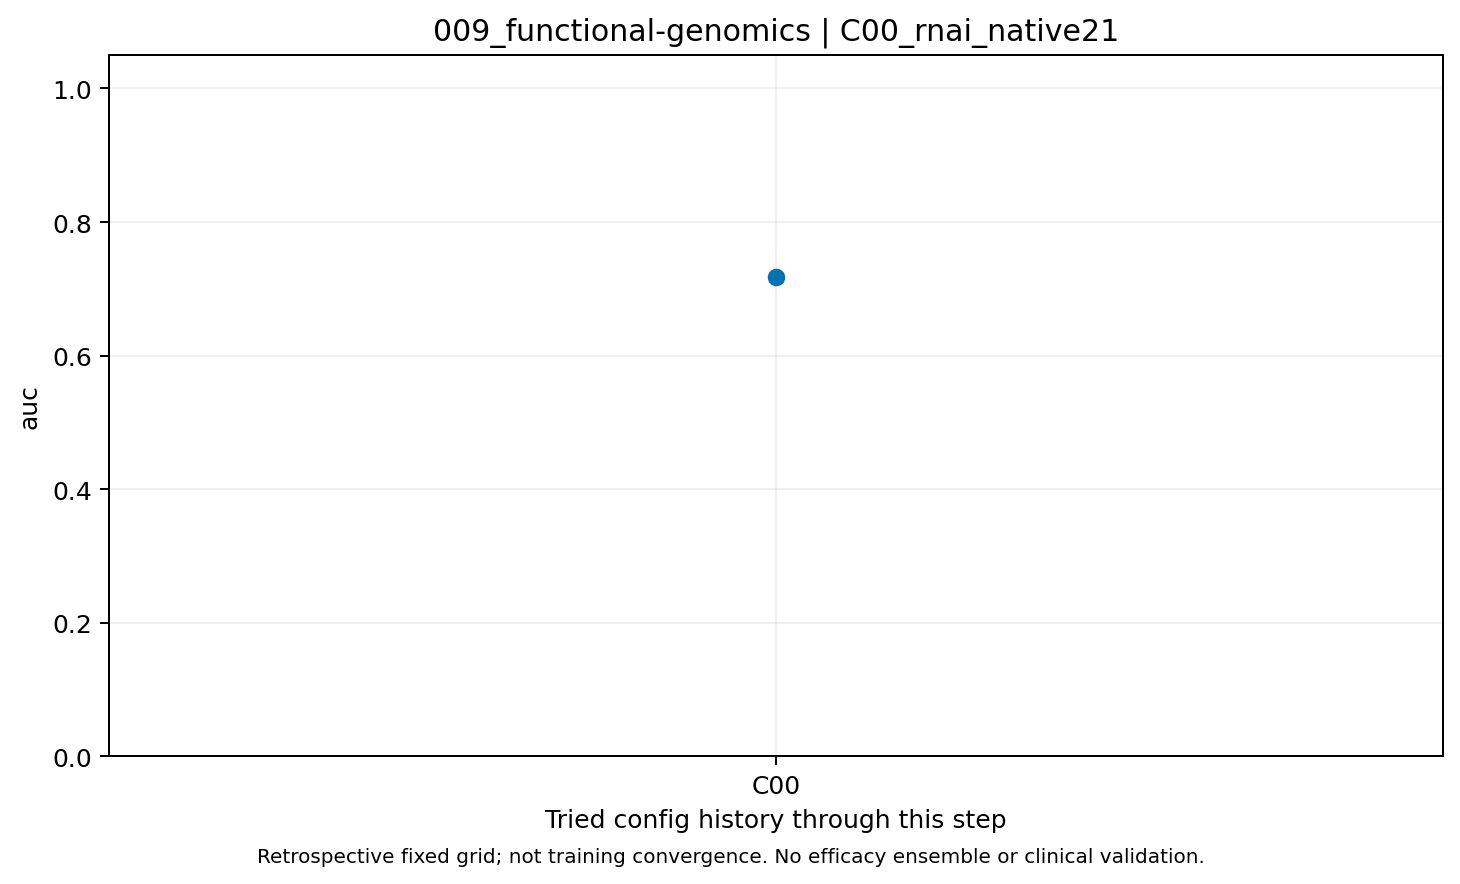 009_functional-genomics | C00_rnai_native21
1.0
0.8
0.6
0.4
0.2
0.0
auc
C00
Tried config history through this step
Retrospective fixed grid; not training convergence. No efficacy ensemble or clinical validation.